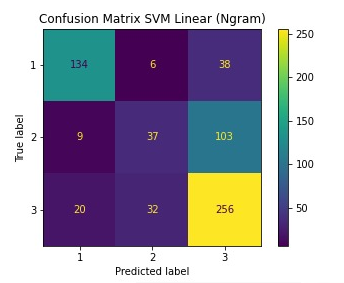 Confusion Matrix SVM Linear (Ngram)
1 134 6 38
2 9 37 103
3 20 32 256
1 2 3
Predicted label
True label
250
200
150
100
50